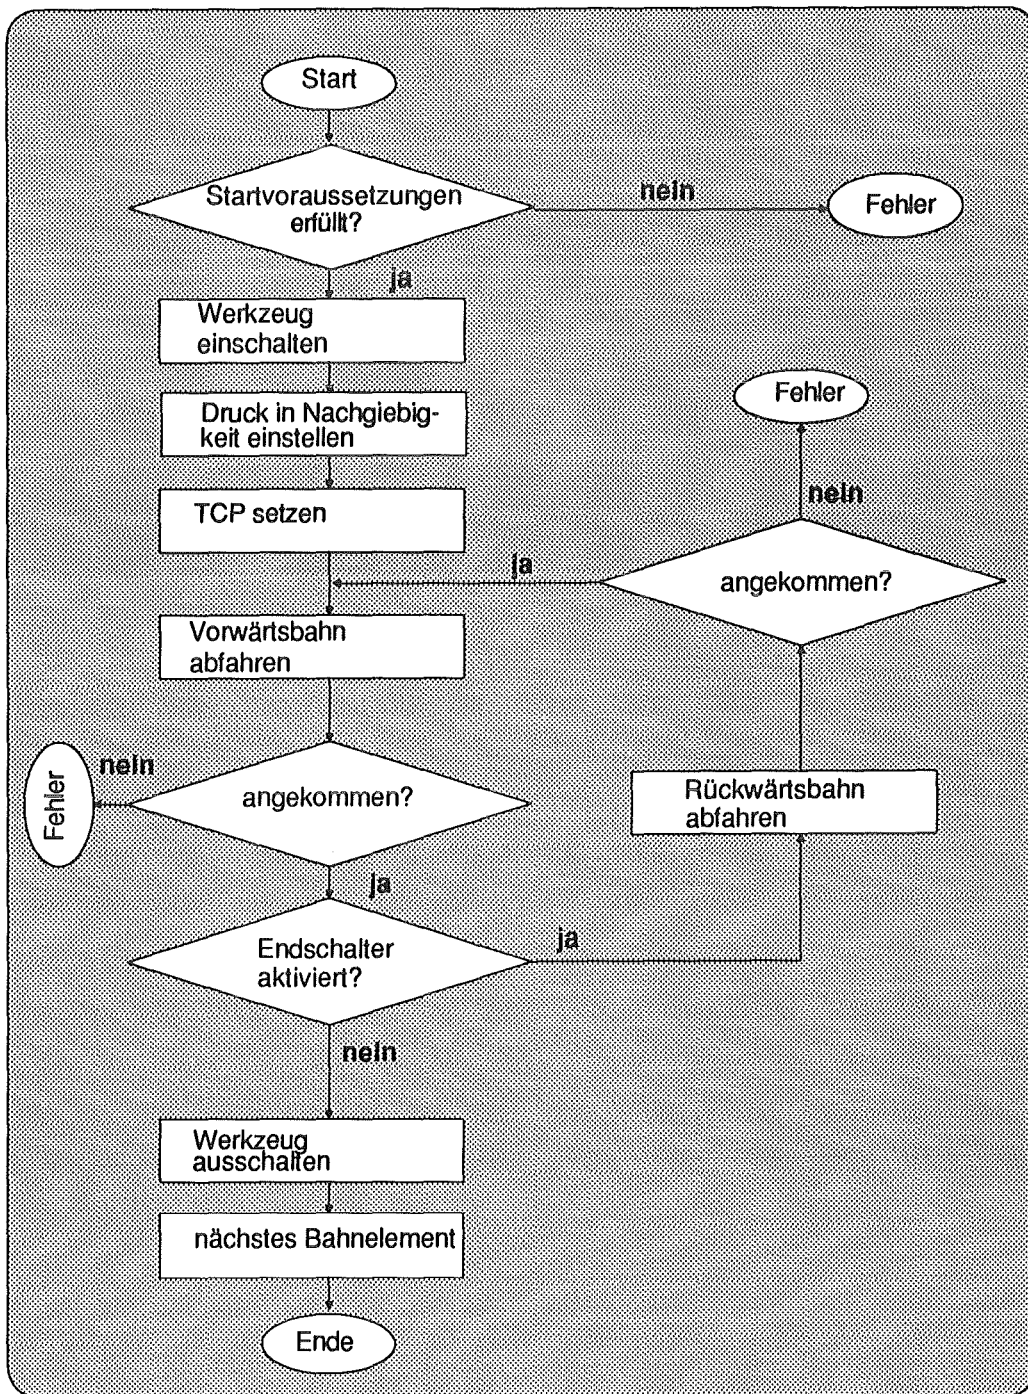 Start
Startvoraussetzungen
erfüllt?
nein
Fehler
ja
Werkzeug
einschalten
Druck in Nachgiebig-
keit einstellen
TCP setzen
Fehler
nein
angekommen?
ja
Vorwärtsbahn
abfahren
Fehler
nein
angekommen?
Rückwärtsbahn
abfahren
ja
Endschalter
aktiviert?
ja
nein
Werkzeug
ausschalten
nächstes Bahnelement
Ende